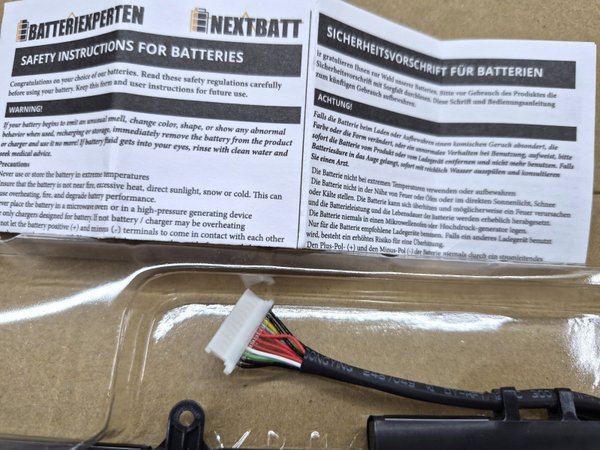 BATTERIEXPERTEN
NEXTBATT
SAFETY INSTRUCTIONS FOR BATTERIES
Congratulations on your choice of our batteries. Read these safety regulations carefully
before using your battery. Keep this form and user instructions for future use.
WARNING!
If your battery begins to emit an unusual smell, change color, shape, or show any abnormal
behavior when used, recharging or storage, immediately remove the battery from the product
or charger and use it no more! If battery fluid gets into your eyes, rinse with clean water and
seek medical advice.
Precautions
Never use or store the battery in extreme temperatures
Ensure that the battery is not near fire, excessive heat, direct sunlight, snow or cold. This can
use overheating, fire, and degrade battery performance.
ver place the battery in a microwave even or in a high-pressure generating device
only chargers designed for battery. If not battery / charger may be overheating
not let the battery positive (+) and minus (-) terminals to come in contact with each other
SICHERHEITSVORSCHRIFT FÜR BATTERIEN
ir gratulieren Ihnen zur Wahl unserer Batterien. Bitte vor Gebrauch des Produktes die
Sicherheitsvorschrift mit Sorgfalt durchlesen. Diese Schrift und Bedienungsanleitung
zum künftigen Gebrauch aufbewahren.
ACHTUNG!
Falls die Batterie beim Laden oder Aufbewahren einen komischen Geruch absondert, die
Farbe oder die Form verändert, oder ein unnormales Verhalten bei Benutzung, aufweist, bitte
sofort die Batterie vom Produkt oder vom Ladegerät entfernen und nicht mehr benutzen. Falls
Batteriesäure in das Auge gelangt, sofort mit reichlich Wasser ausspülen und konsultieren
Sie einen Arzt.
Die Batterie nicht bei extremen Temperaturen verwenden oder aufbewahren
Die Batterie nicht in der Nähe von Feuer oder Öfen oder im direkten Sonnenlicht, Schnee
oder Kälte stellen. Die Batterie kann sich überhitzen und möglicherweise ein Feuer verursachen
und die Batterieleistung und die Lebensdauer der batterie werden erheblich herabgesetzt.
Die Batterie niemals in einen Mikrowellen oder Hochdruck-generator legen.
Nur für die Batterie empfohlene Ladegeräte benutzen. Falls ein anderes Ladegerät benutzt
wird, besteht ein erhöhtes Risiko für eine Überhitzung.
Den Plus-Pol- (+) und den Minus-Pol (-) der Batterie niemals durch ein stromleitendes